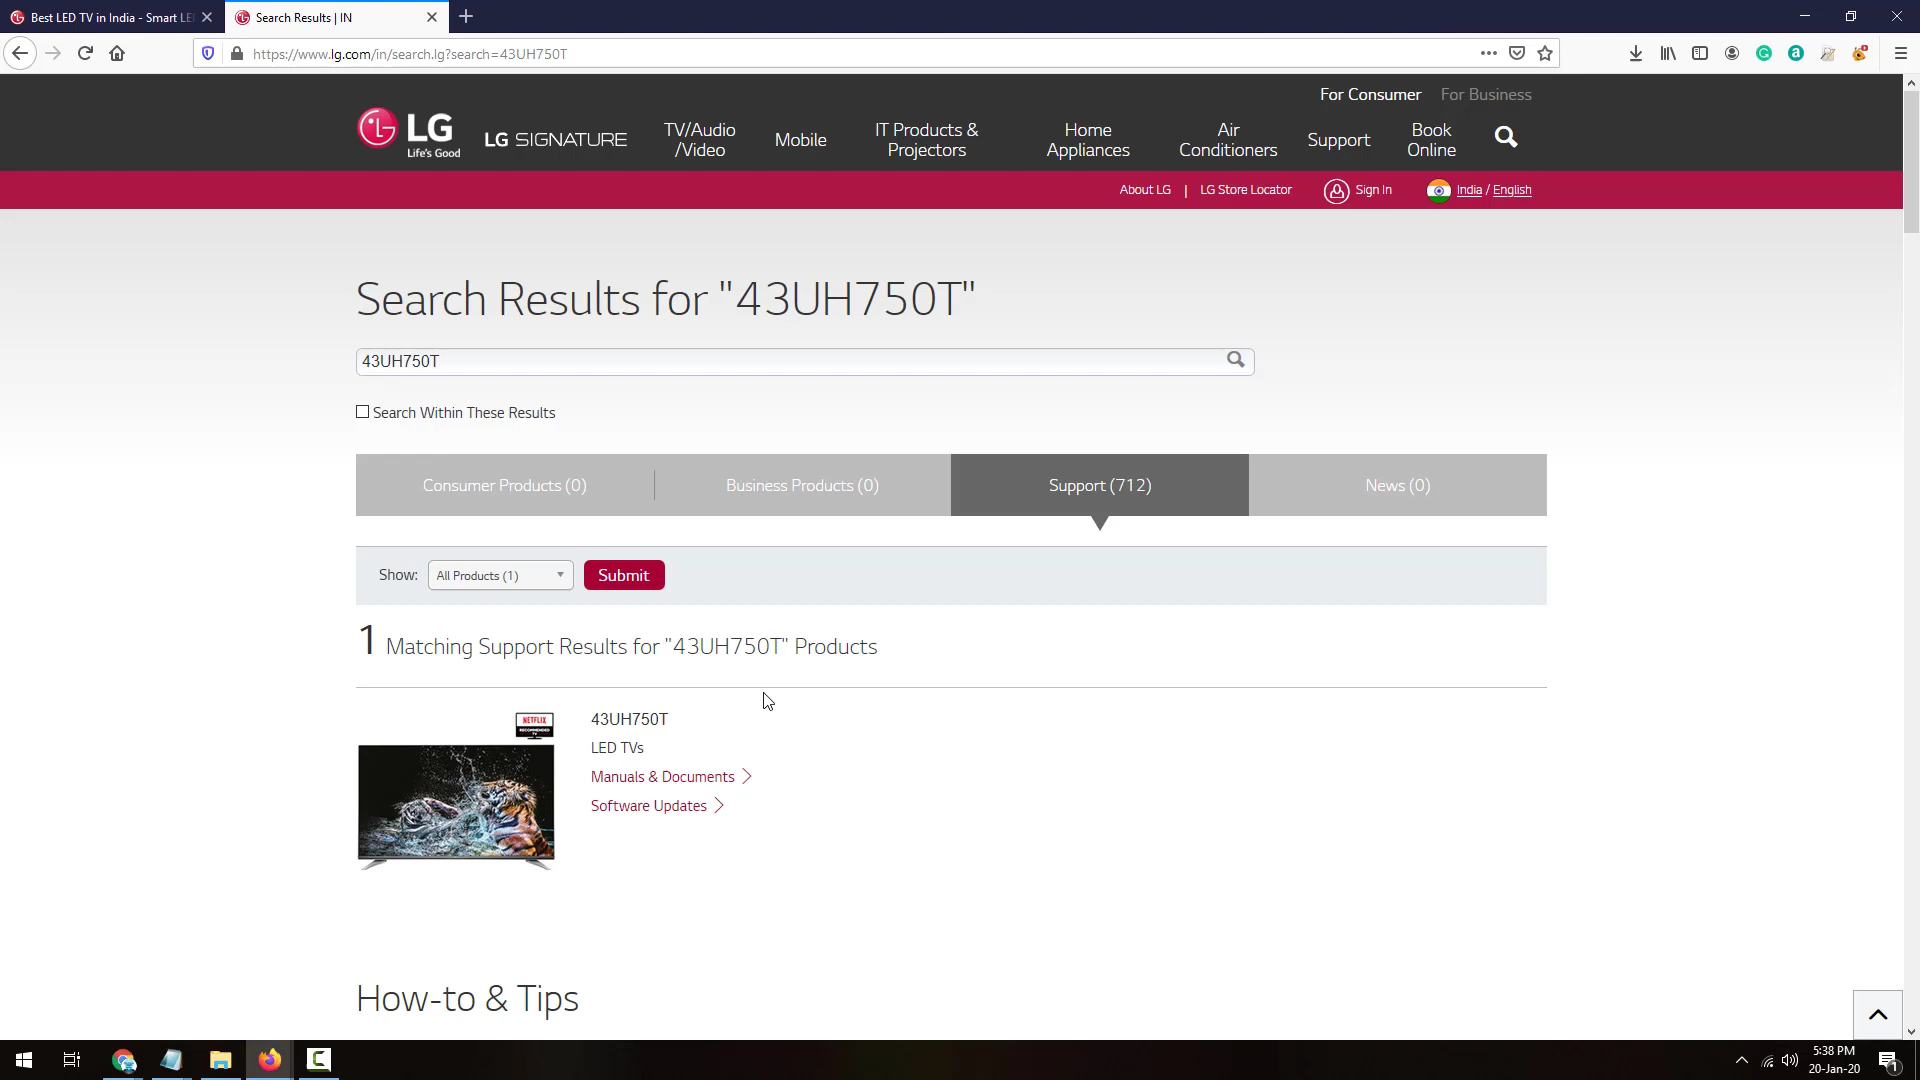 Best LED TV in India - Smart LE
Search Results | IN
https://www.lg.com/in/search.lg?search=43UH750T
For Consumer
For Business
LG
Life's Good
LG SIGNATURE
TV/Audio
/Video
Mobile
IT Products &
Projectors
Home
Appliances
Air
Conditioners
Support
Book
Online
About LG | LG Store Locator
Sign In
India / English
Search Results for "43UH750T"
43UH750T
Search Within These Results
Consumer Products (0)
Business Products (0)
Support (712)
News (0)
Show:
All Products (1)
Submit
1 Matching Support Results for "43UH750T" Products
NETFLIX
RECOMMENDED
TV
43UH750T
LED TVs
Manuals & Documents
Software Updates
How-to & Tips
5:38 PM
20-Jan-20
1